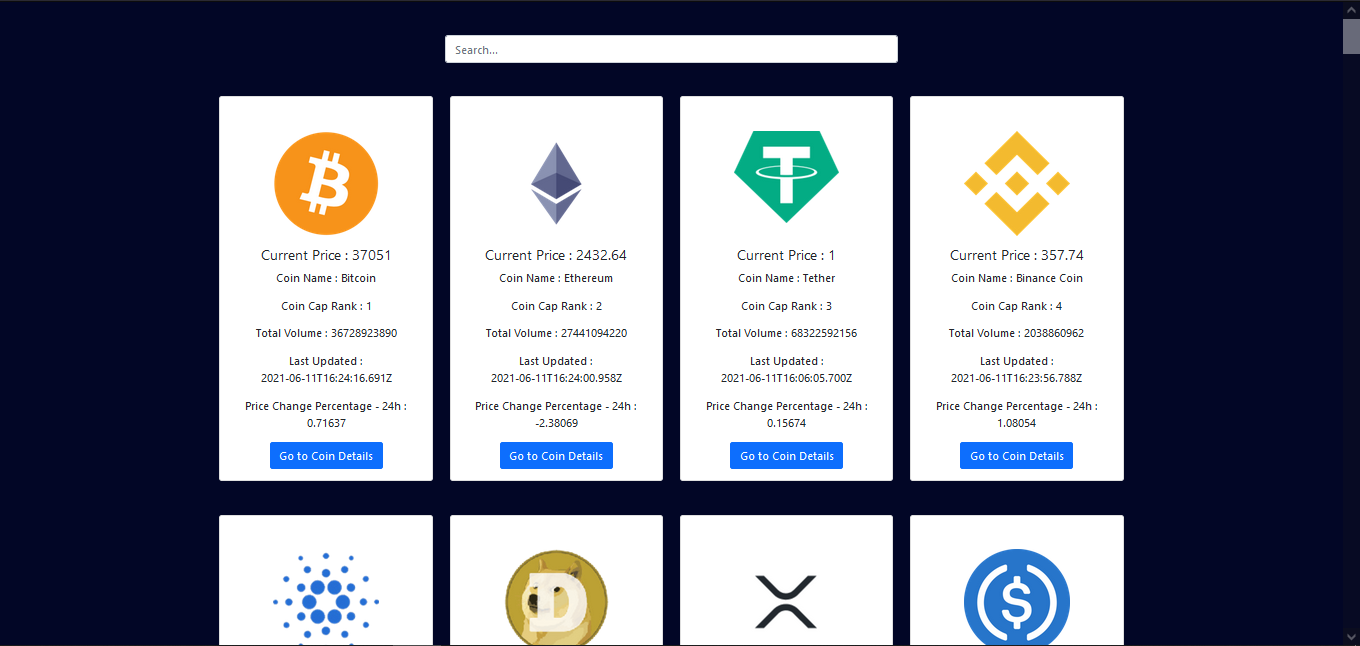 Search...
Current Price : 37051
Coin Name : Bitcoin
Coin Cap Rank : 1
Total Volume : 36728923890
Last Updated :
2021-06-11T16:24:16.691Z
Price Change Percentage - 24h :
0.71637
Go to Coin Details
Current Price : 2432.64
Coin Name : Ethereum
Coin Cap Rank : 2
Total Volume : 27441094220
Last Updated :
2021-06-11T16:24:00.958Z
Price Change Percentage - 24h :
-2.38069
Go to Coin Details
Current Price : 1
Coin Name : Tether
Coin Cap Rank : 3
Total Volume : 68322592156
Last Updated :
2021-06-11T16:06:05.700Z
Price Change Percentage - 24h :
0.15674
Go to Coin Details
Current Price : 357.74
Coin Name : Binance Coin
Coin Cap Rank : 4
Total Volume : 2038860962
Last Updated :
2021-06-11T16:23:56.788Z
Price Change Percentage - 24h :
1.08054
Go to Coin Details